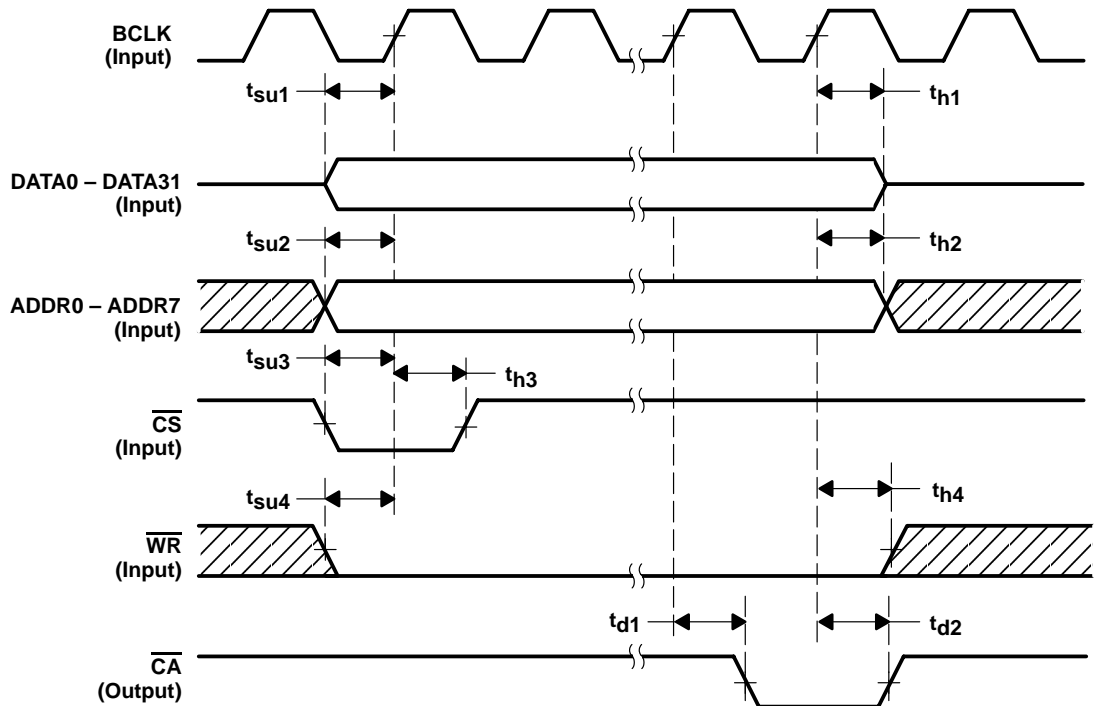 BCLK
(Input)
tsu1
th1
DATA0 – DATA31
(Input)
tsu2
th2
ADDR0 – ADDR7
(Input)
tsu3
th3
CS
(Input)
tsu4
th4
WR
(Input)
td1
td2
CA
(Output)